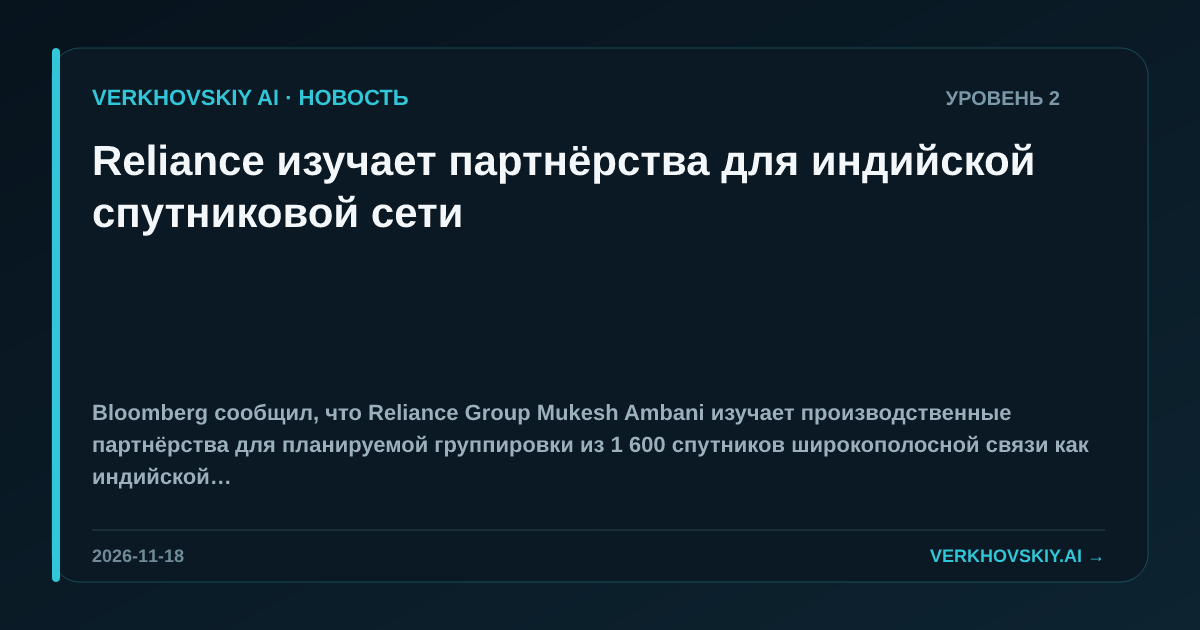 VERKHOVSKIY AI · НОВОСТЬ
УРОВЕНЬ 2
Reliance изучает партнёрства для индийской
спутниковой сети
Bloomberg сообщил, что Reliance Group Mukesh Ambani изучает производственные
партнёрства для планируемой группировки из 1 600 спутников широкополосной связи как
индийской…
2026-11-18
VERKHOVSKIY.AI →